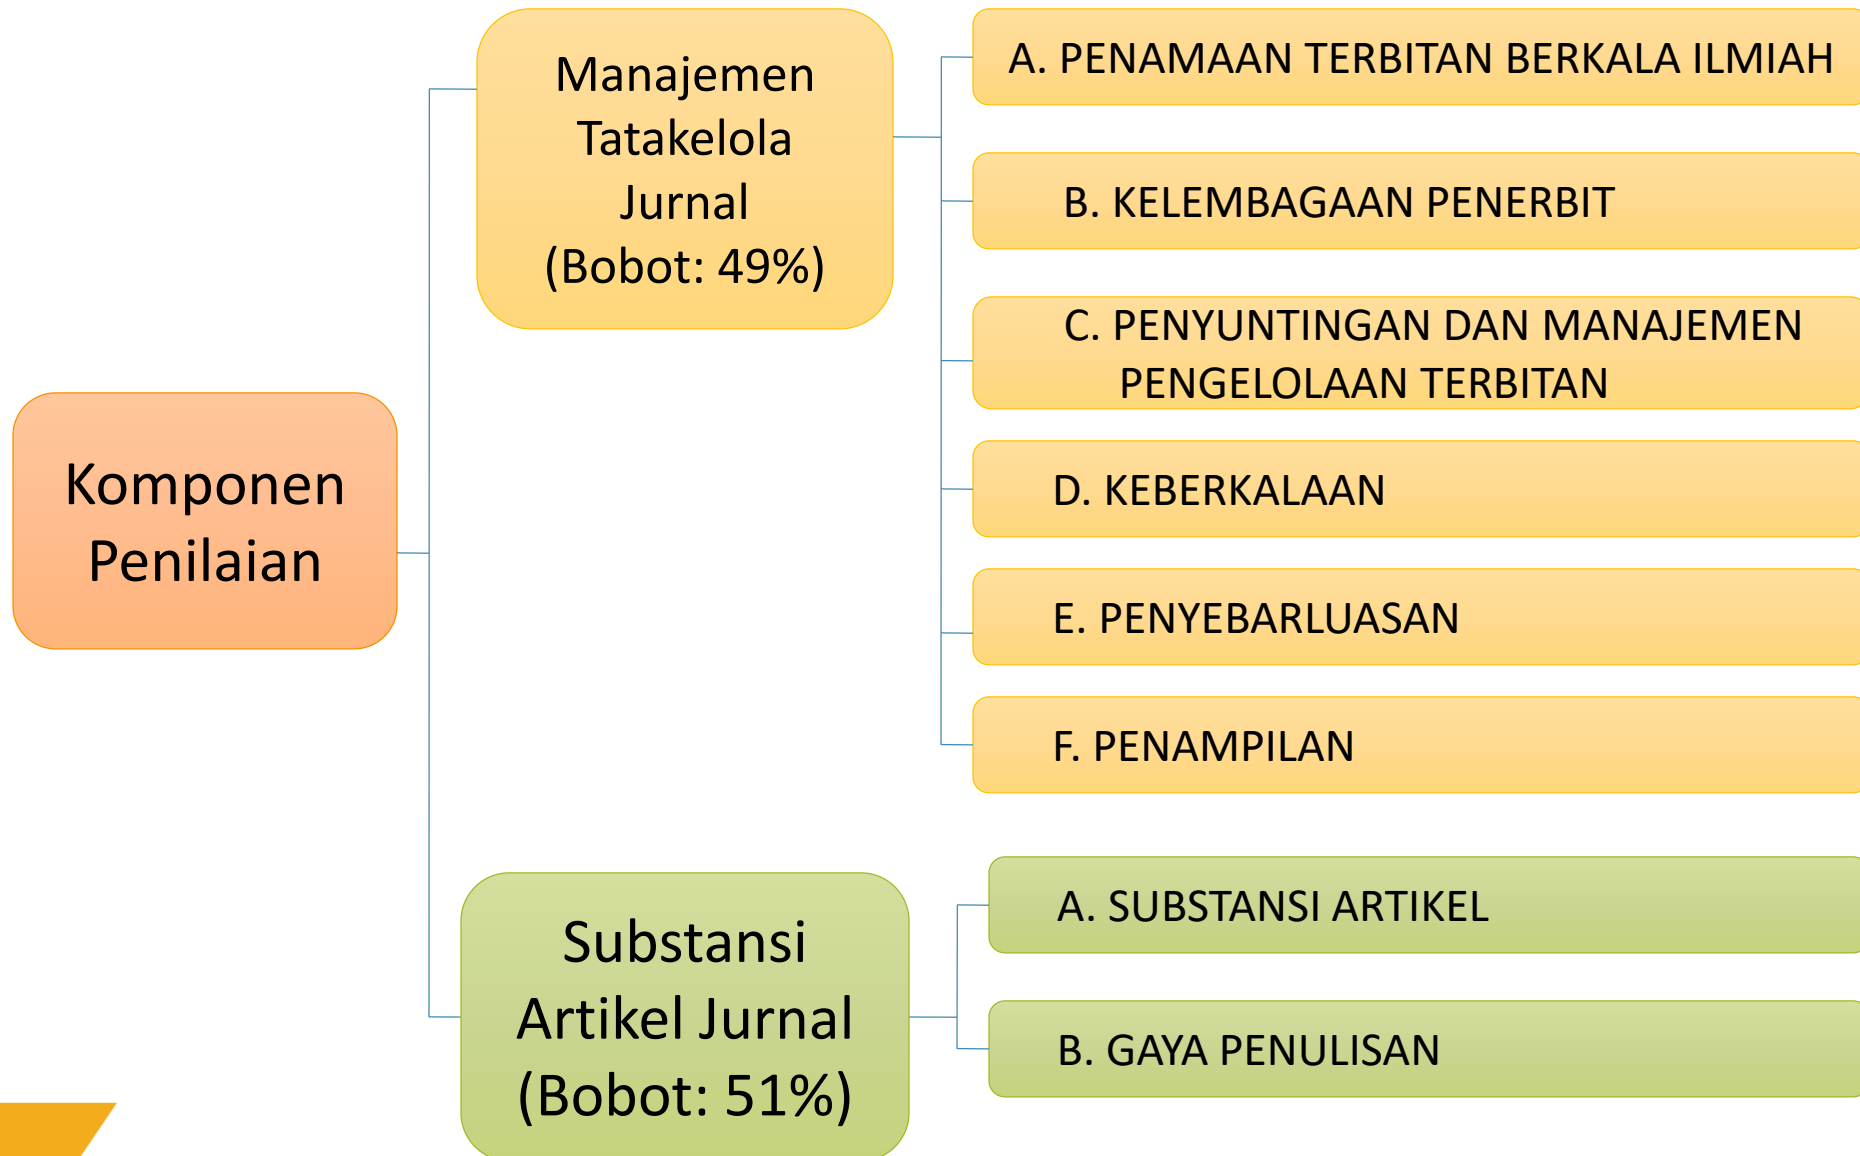 Komponen
Penilaian
Manajemen
Tatakelola
Jurnal
(Bobot: 49%)
A. PENAMAAN TERBITAN BERKALA ILMIAH
B. KELEMBAGAAN PENERBIT
C. PENYUNTINGAN DAN MANAJEMEN
PENGELOLAAN TERBITAN
D. KEBERKALAAN
E. PENYEBARLUASAN
F. PENAMPILAN
Substansi
Artikel Jurnal
(Bobot: 51%)
A. SUBSTANSI ARTIKEL
B. GAYA PENULISAN